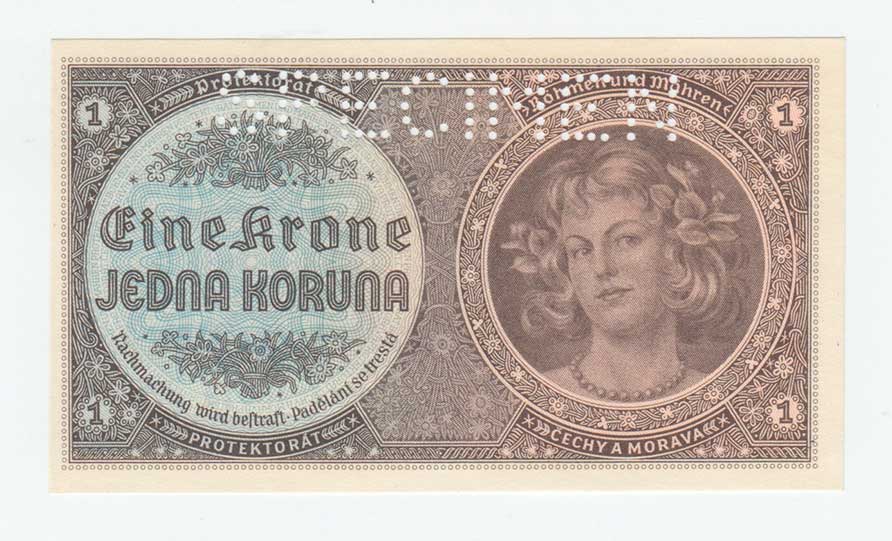 Protektorat
Böhmen und Mähren
SPECIMEN
1
1
Eine Krone
JEDNA KORUNA
Nachmachung wird bestraft · Padělání se trestá
1
1
PROTEKTORÁT
ČECHY A MORAVA